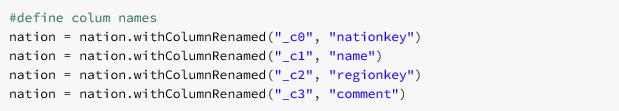 #define colum names
nation = nation.withColumnRenamed("_c0", "nationkey")
nation = nation.withColumnRenamed("_c1", "name")
nation = nation.withColumnRenamed("_c2", "regionkey")
nation = nation.withColumnRenamed("_c3", "comment")